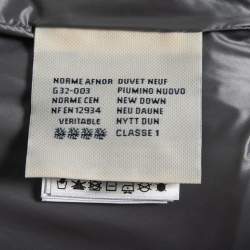 NORME AFNOR DUVET NEUF
G32-003 PIUMINO NUOVO
NORME CEN NEW DOWN
NF EN 12934 NEU DAUNE
VERITABLE NYTT DUN
CLASSE 1